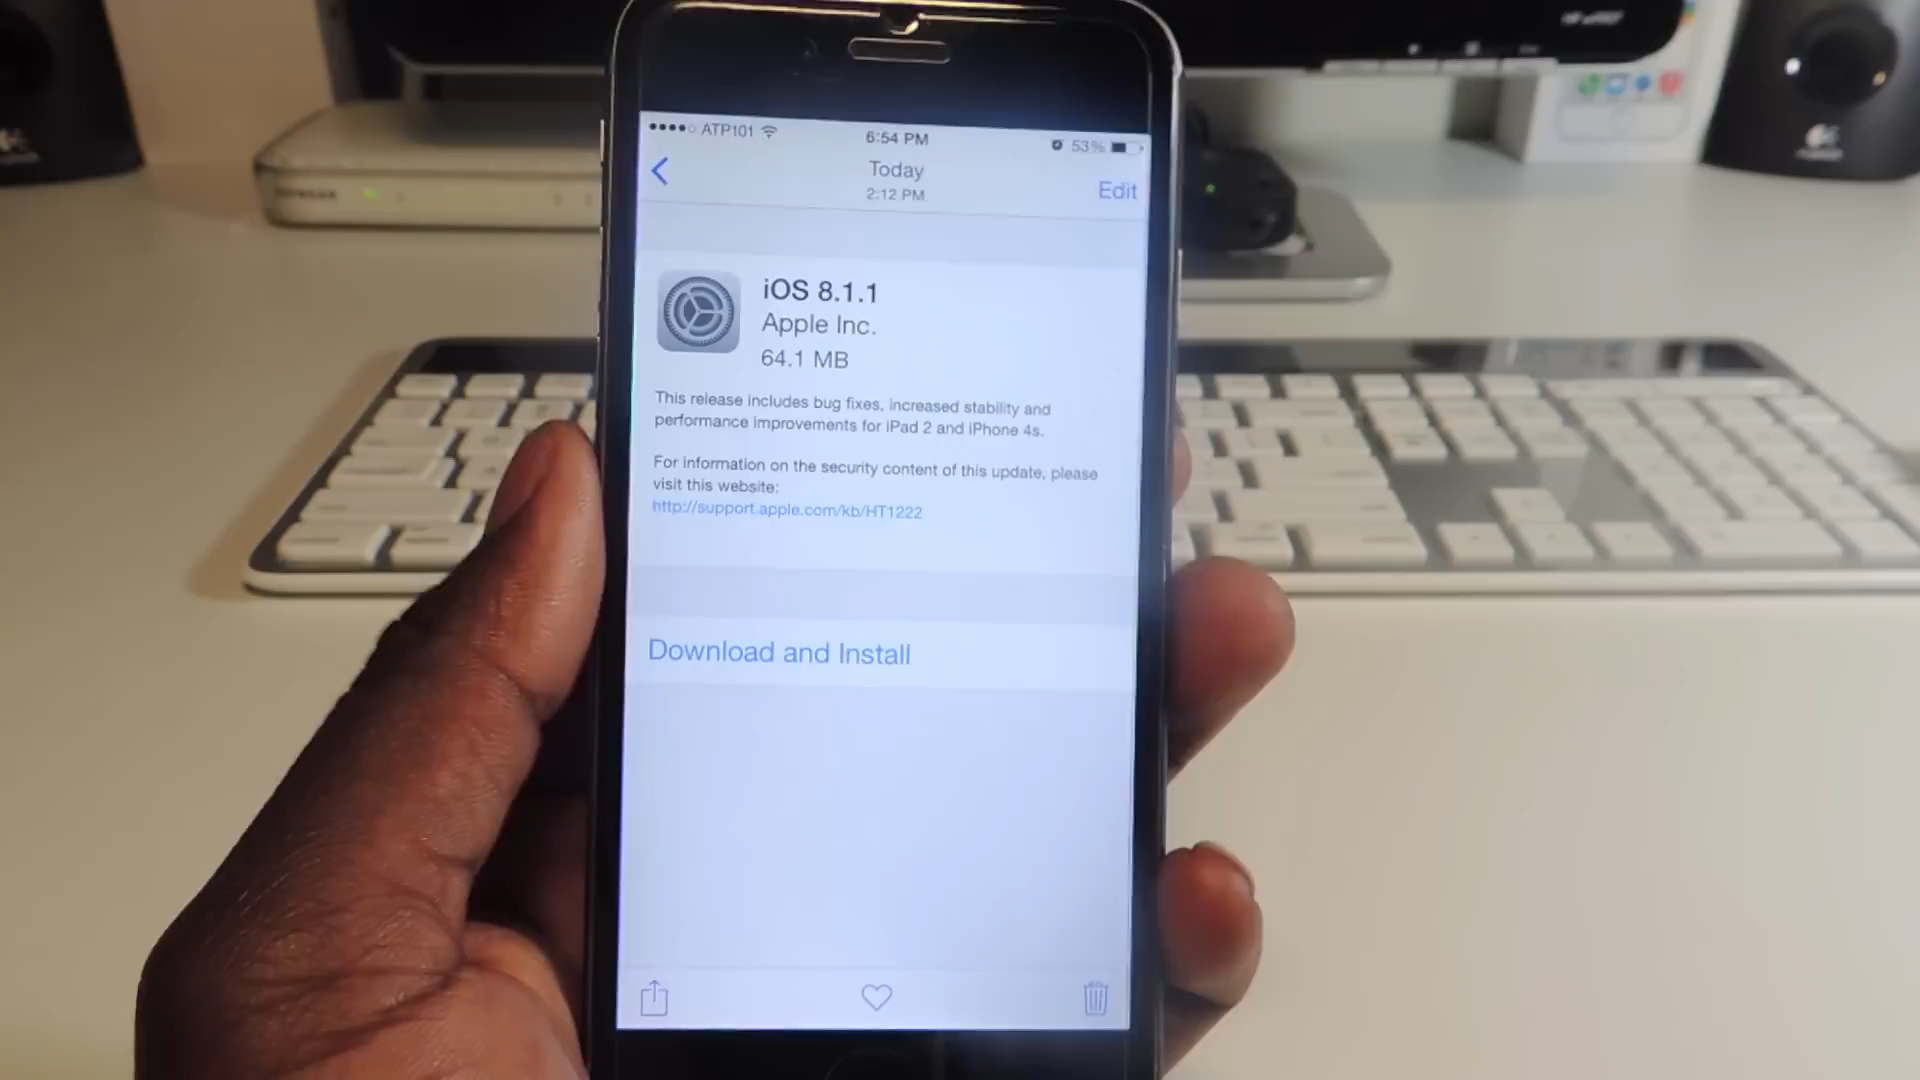 ATP101
6:54 PM
53%
Today
2:12 PM
Edit
iOS 8.1.1
Apple Inc.
64.1 MB
This release includes bug fixes, increased stability and
performance improvements for iPad 2 and iPhone 4s.
For information on the security content of this update, please
visit this website:
http://support.apple.com/kb/HT1222
Download and Install